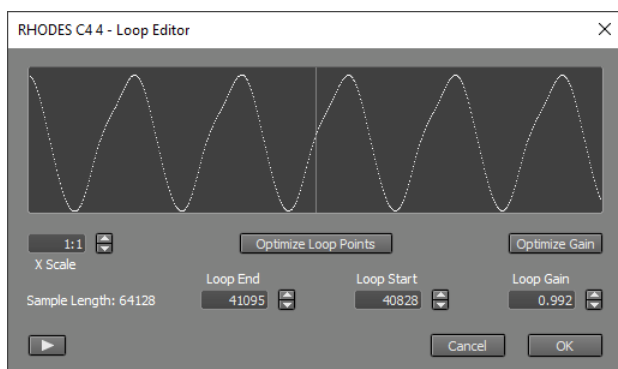 RHODES C4 4 - Loop Editor
1:1
Optimize Loop Points
Optimize Gain
X Scale
Loop End
Loop Start
Loop Gain
Sample Length: 64128
41095
40828
0.992
Cancel
OK